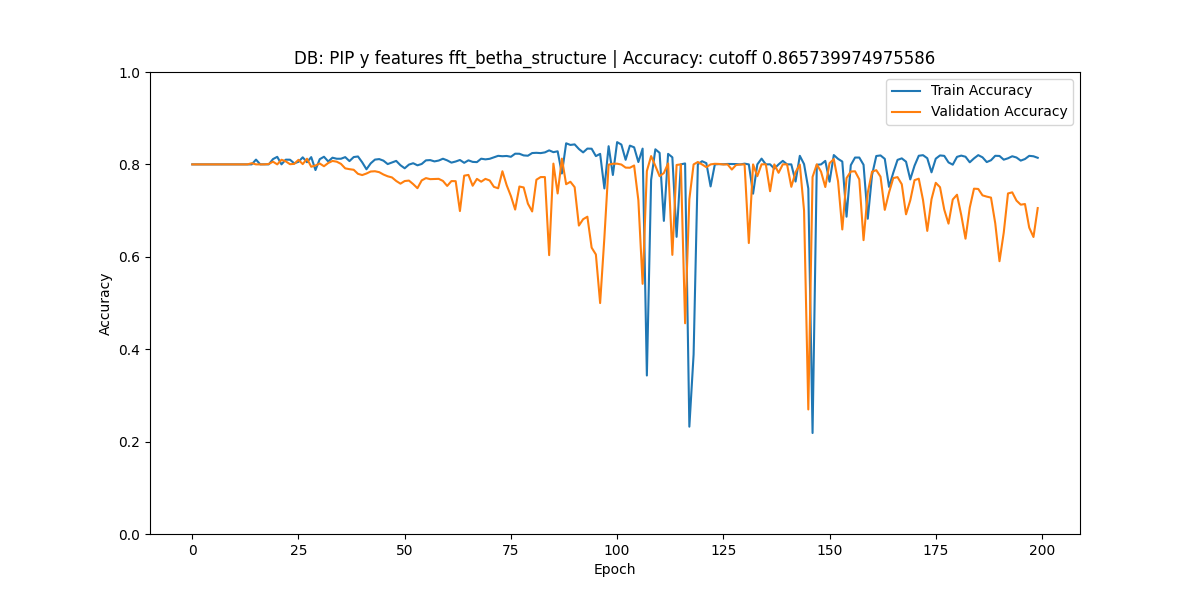 DB: PIP y features fft_betha_structure | Accuracy: cutoff 0.865739974975586
Train Accuracy
Validation Accuracy
1.0
0.8
0.6
0.4
0.2
0.0
Accuracy
0 25 50 75 100 125 150 175 200
Epoch